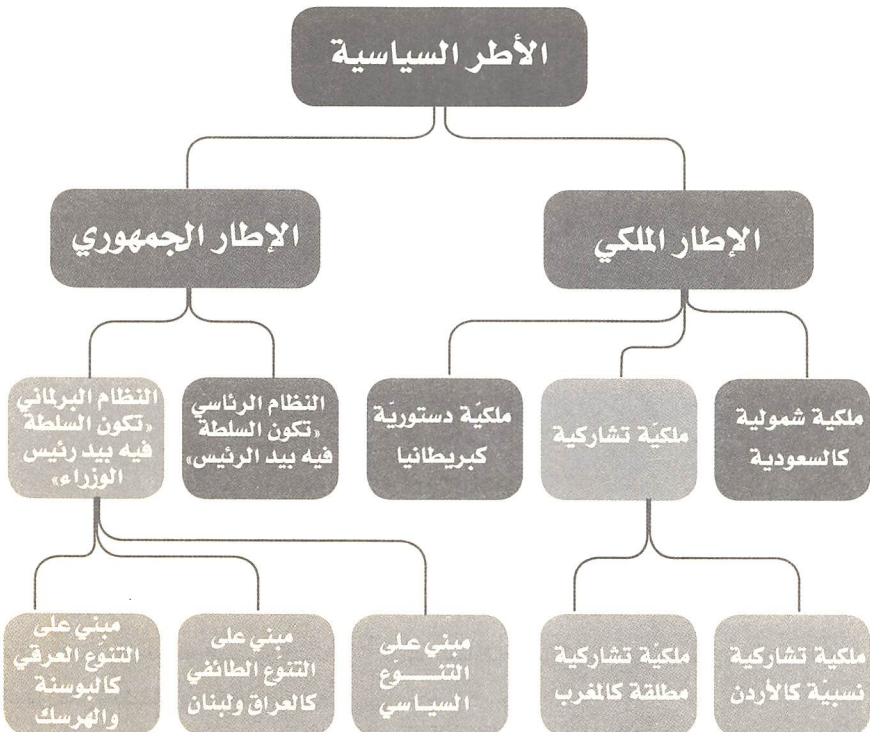 الأطر السياسية
الإطار الملكي
الإطار الجمهوري
ملكية شمولية
كالسعودية
ملكيّة تشاركية
ملكيّة دستوريّة
كبريطانيا
النظام الرئاسي
«تكون السلطة
فيه بيد الرئيس»
النظام البرلماني
«تكون السلطة
فيه بيد رئيس
الوزراء»
ملكية تشاركية
نسبيّة كالأردن
ملكيّة تشاركية
مطلقة كالمغرب
مبني على
التنـــوّع
السياسي
مبني على
التنوّع الطائفي
كالعراق ولبنان
مبني على
التنوّع العرقي
كالبوسنة
والهرسك